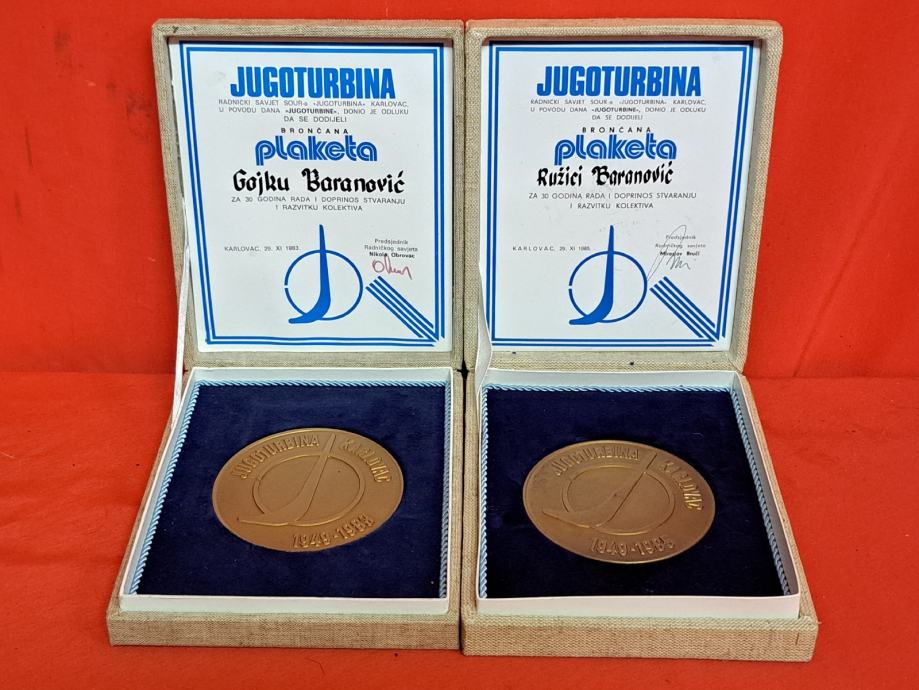 JUGOTURBINA
RADNIČKI SAVJET SOUR-a »JUGOTURBINA« KARLOVAC,
U POVODU DANA »JUGOTURBINE«, DONIO JE ODLUKU
DA SE DODIJELI
BRONČANA
plaketa
Gojku Baranović
ZA 30 GODINA RADA I DOPRINOS STVARANJU
I RAZVITKU KOLEKTIVA
KARLOVAC, 29. XI 1983.
Predsjednik
Radničkog savjeta
Nikola Obrovac
JUGOTURBINA
RADNIČKI SAVJET SOUR-a »JUGOTURBINA« KARLOVAC,
U POVODU DANA »JUGOTURBINE«, DONIO JE ODLUKU
DA SE DODIJELI
BRONČANA
plaketa
Ružici Baranović
ZA 30 GODINA RADA I DOPRINOS STVARANJU
I RAZVITKU KOLEKTIVA
KARLOVAC, 29. XI 1985.
Predsjednik
Radničkog savjeta
Miroslav
JUGOTURBINA KARLOVAC
1949-1983
JUGOTURBINA KARLOVAC